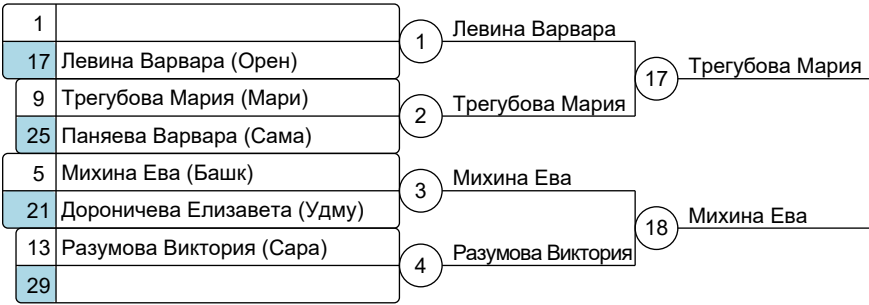 1
17 Левина Варвара (Орен)
1 Левина Варвара
9 Трегубова Мария (Мари)
25 Паняева Варвара (Сама)
2 Трегубова Мария
17 Трегубова Мария
5 Михина Ева (Башк)
21 Дороничева Елизавета (Удму)
3 Михина Ева
13 Разумова Виктория (Сара)
29
4 Разумова Виктория
18 Михина Ева